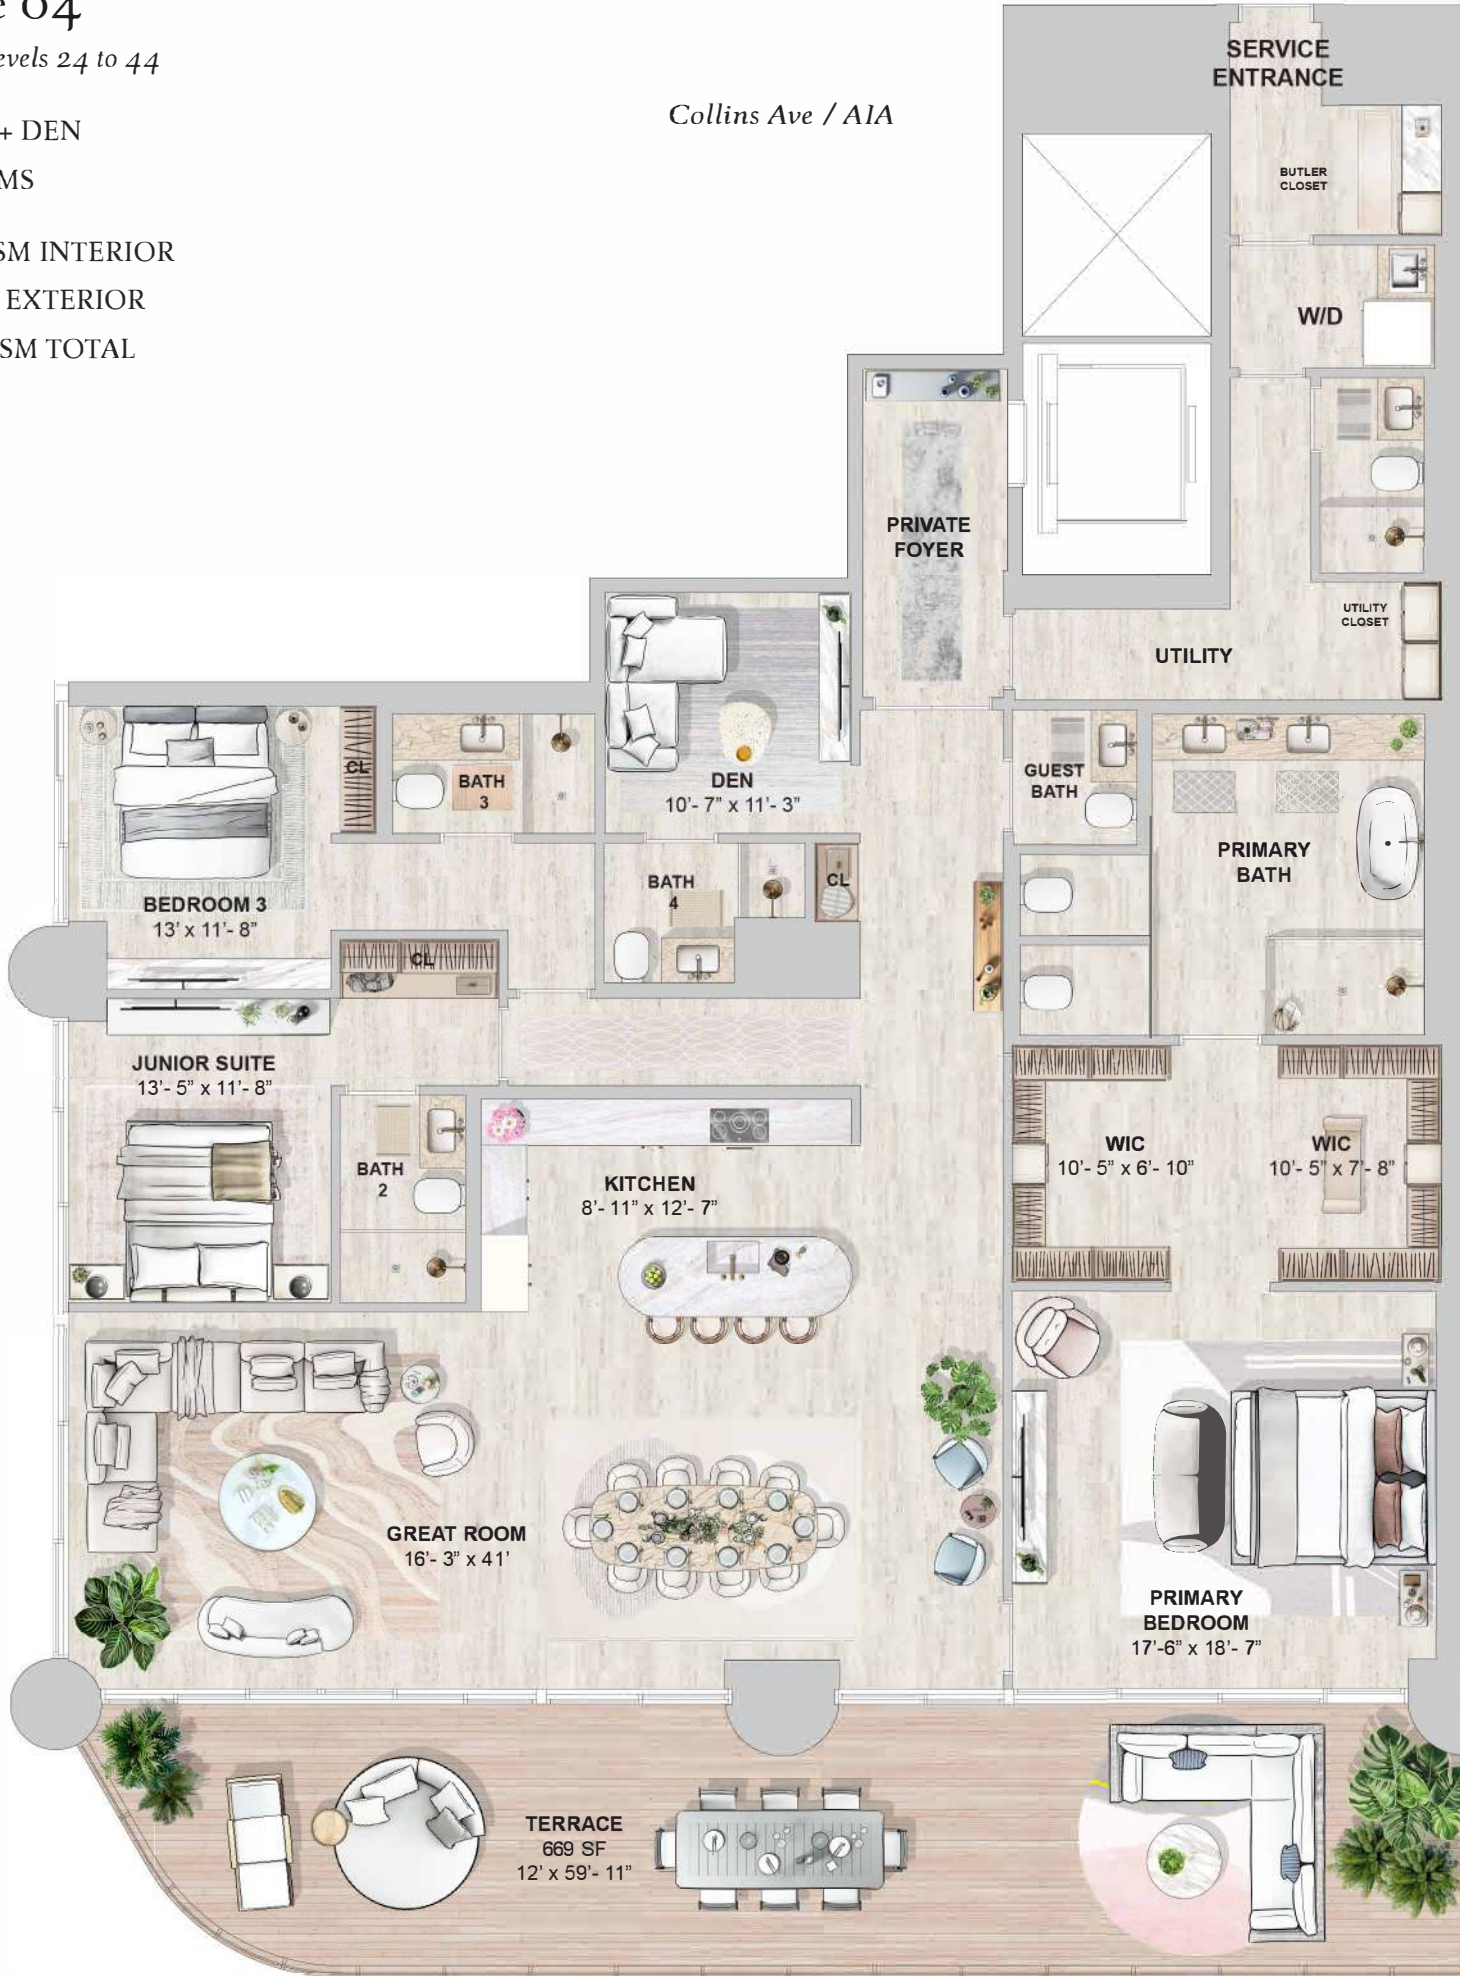 04
levels 24 to 44
+ DEN
SM INTERIOR
EXTERIOR
SM TOTAL
Collins Ave / A1A
SERVICE
ENTRANCE
BUTLER
CLOSET
W/D
PRIVATE
FOYER
UTILITY
CLOSET
UTILITY
DEN
10'- 7" x 11'- 3"
GUEST
BATH
CL
BATH
3
PRIMARY
BATH
BATH
4
CL
BEDROOM 3
13' x 11'- 8"
CL
JUNIOR SUITE
13'- 5" x 11'- 8"
BATH
2
KITCHEN
8'- 11" x 12'- 7"
WIC
10'- 5" x 6'- 10"
WIC
10'- 5" x 7'- 8"
GREAT ROOM
16'- 3" x 41'
PRIMARY
BEDROOM
17'-6" x 18'- 7"
TERRACE
669 SF
12' x 59'- 11"